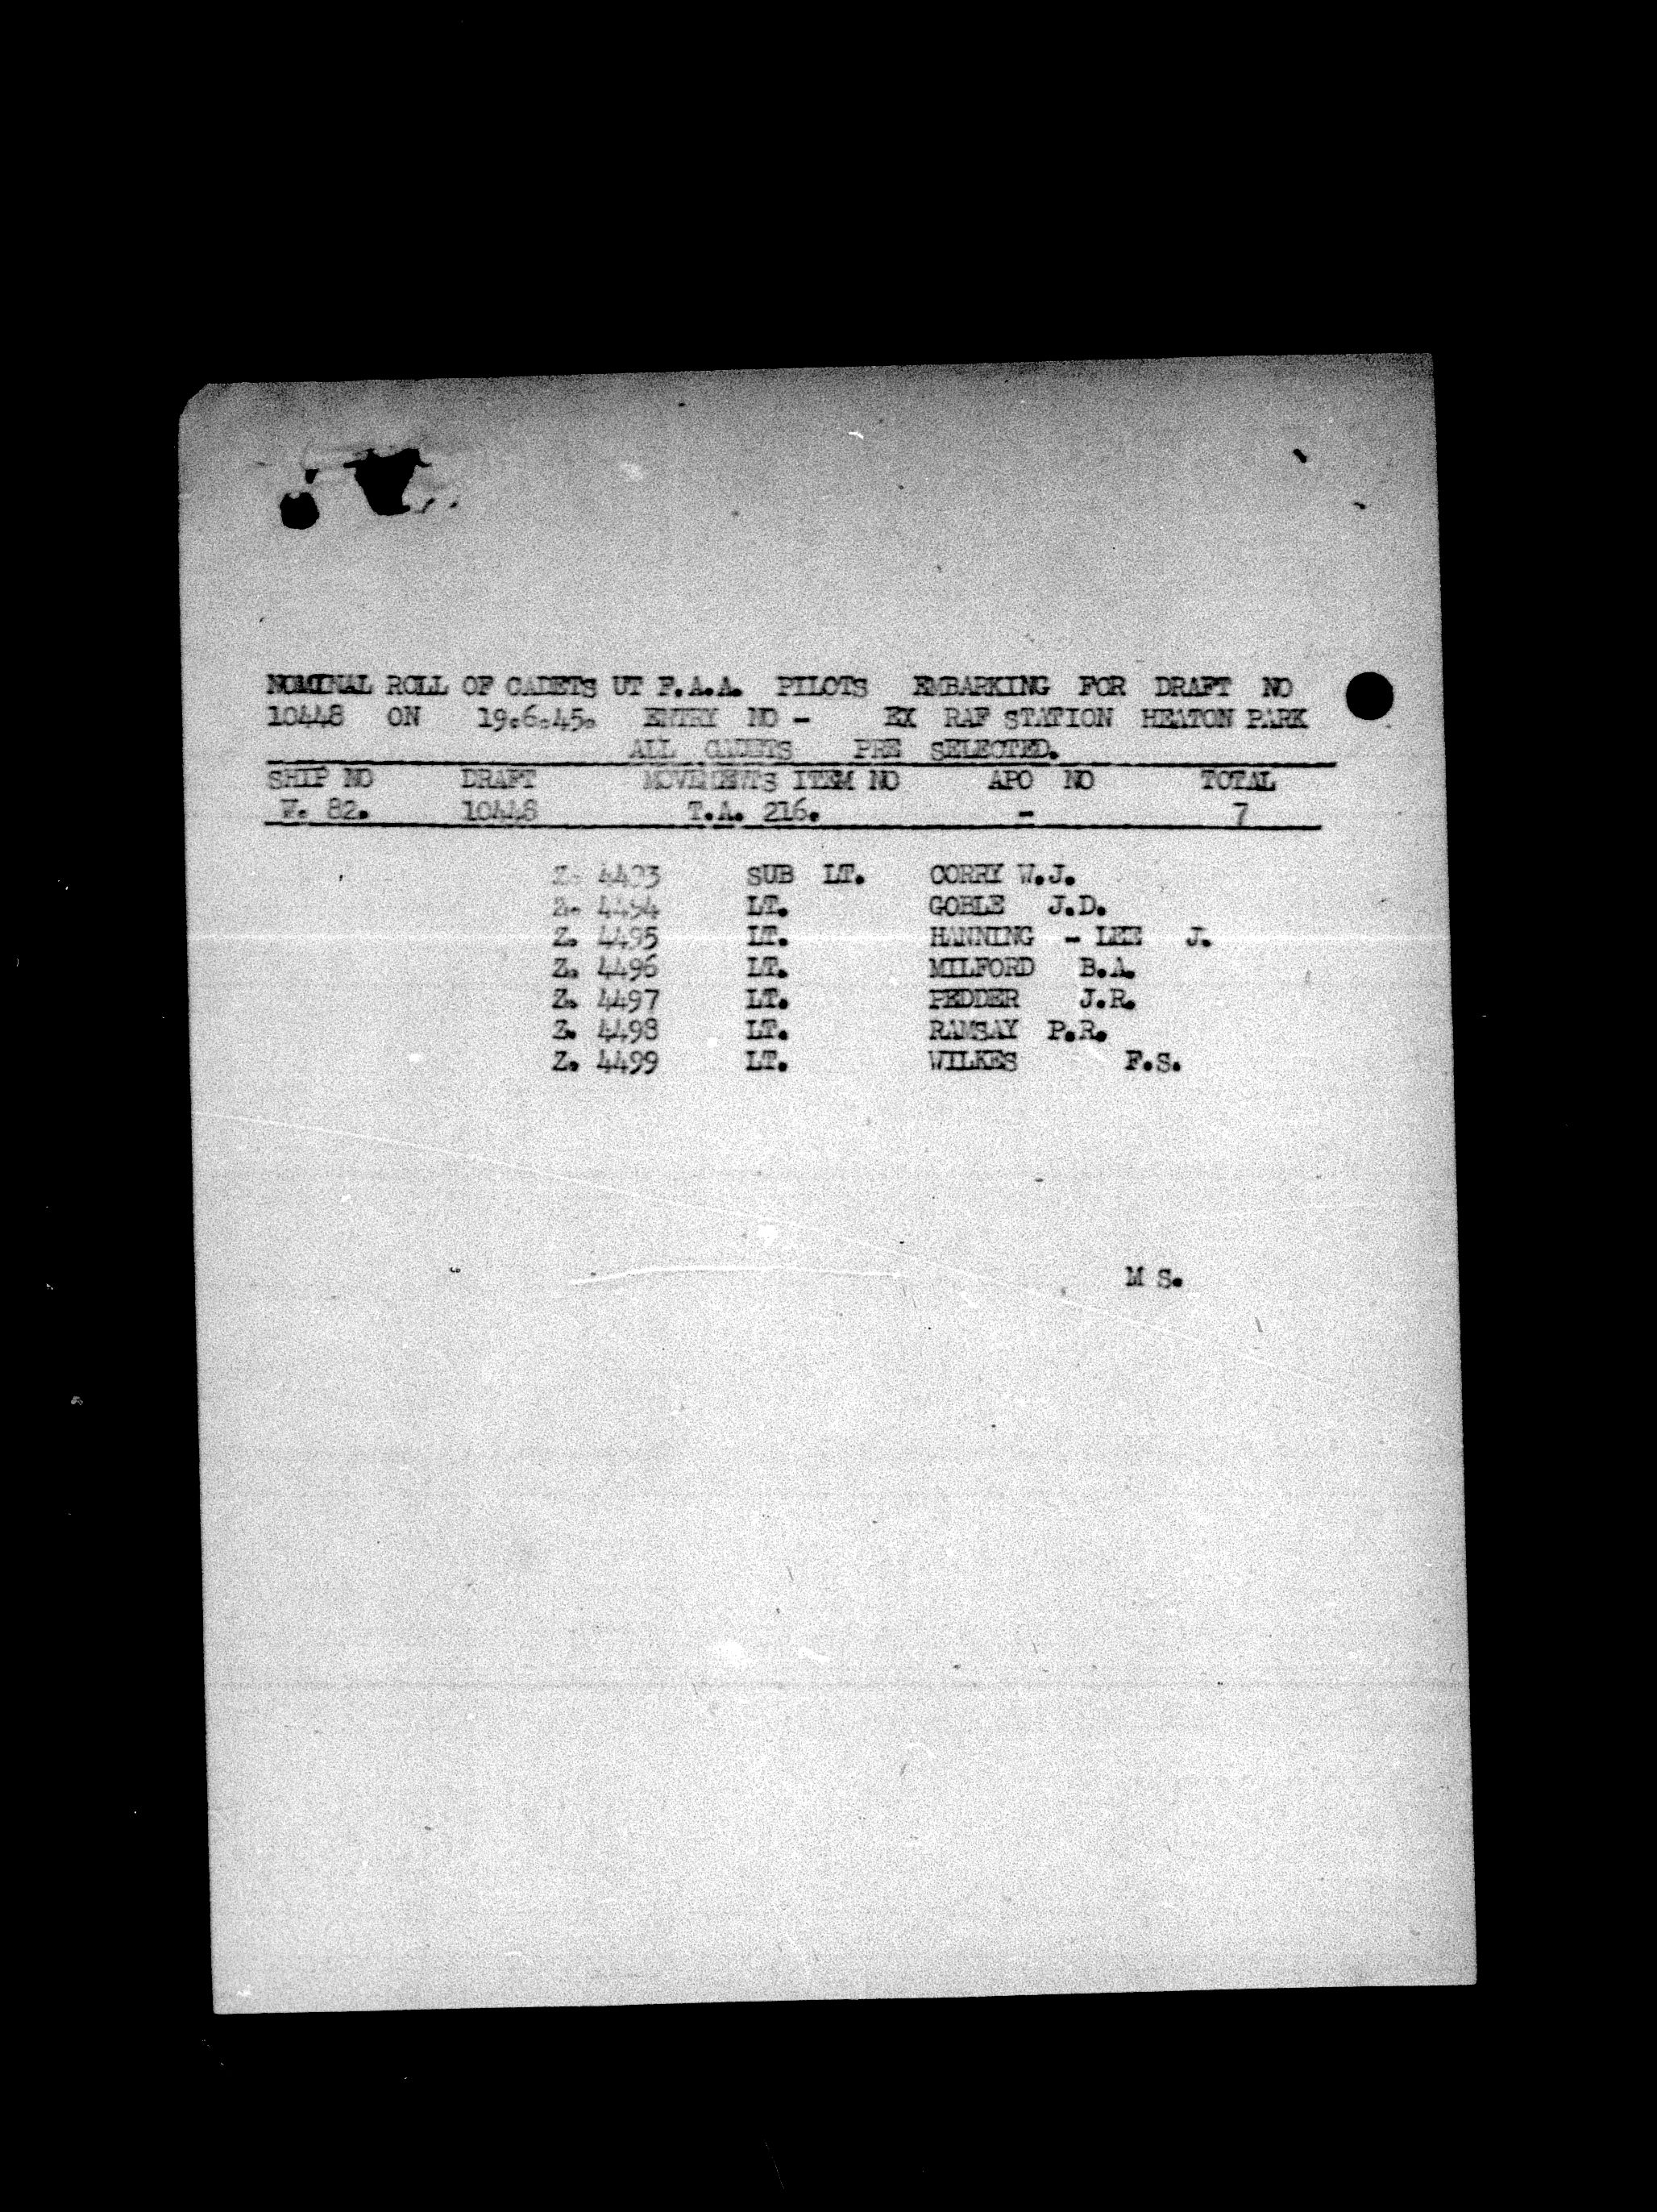 NOMINAL ROLL OF CADETS UT F.A.A. PILOTS EMBARKING FOR DRAFT NO
10448 ON 19.6.45. ENTRY NO - EX RAF STATION HEATON PARK
ALL CADETS PRE SELECTED.
SHIP NO DRAFT MOVEMENTS ITEM NO APO NO TOTAL
82. 10448 T.A. 216. - 7
Z. 4493 SUB LT. CORRY W.J.
Z. 4494 LT. GOBLE J.D.
Z. 4495 LT. HANNING - LEE J.
Z. 4496 LT. MILFORD B.A.
Z. 4497 LT. PEDDER J.R.
Z. 4498 LT. RAMSAY P.R.
Z. 4499 LT. WILKES F.S.
M S.